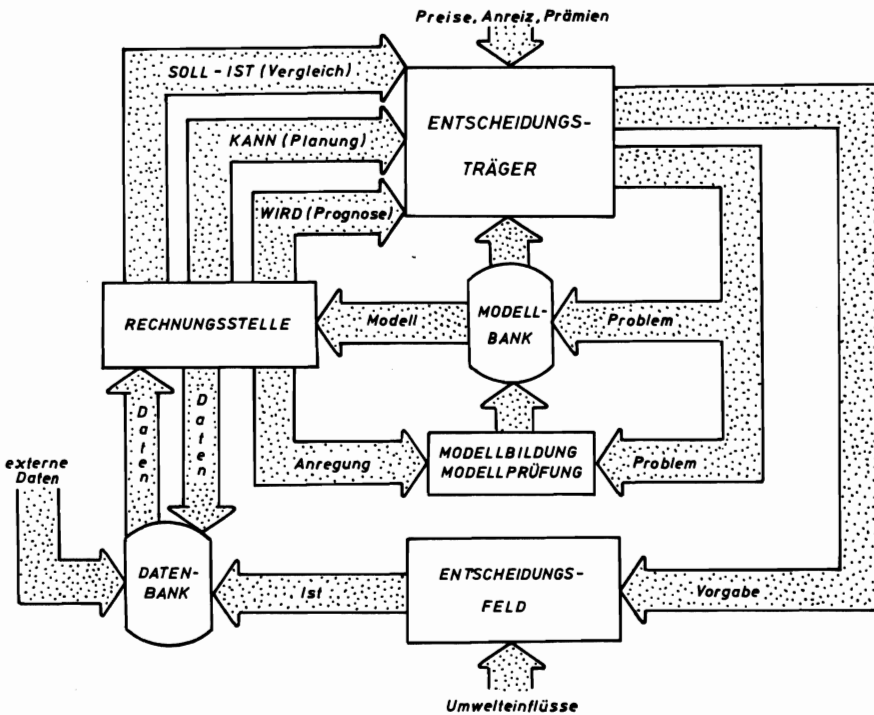 Preise, Anreiz, Prämien
SOLL - IST (Vergleich)
ENTSCHEIDUNGS-
TRÄGER
KANN (Planung)
WIRD (Prognose)
RECHNUNGSSTELLE
Modell
MODELL-
BANK
Problem
Daten
Daten
Anregung
MODELLBILDUNG
MODELLPRÜFUNG
Problem
externe
Daten
DATEN-
BANK
Ist
ENTSCHEIDUNGS-
FELD
Vorgabe
Umwelteinflüsse